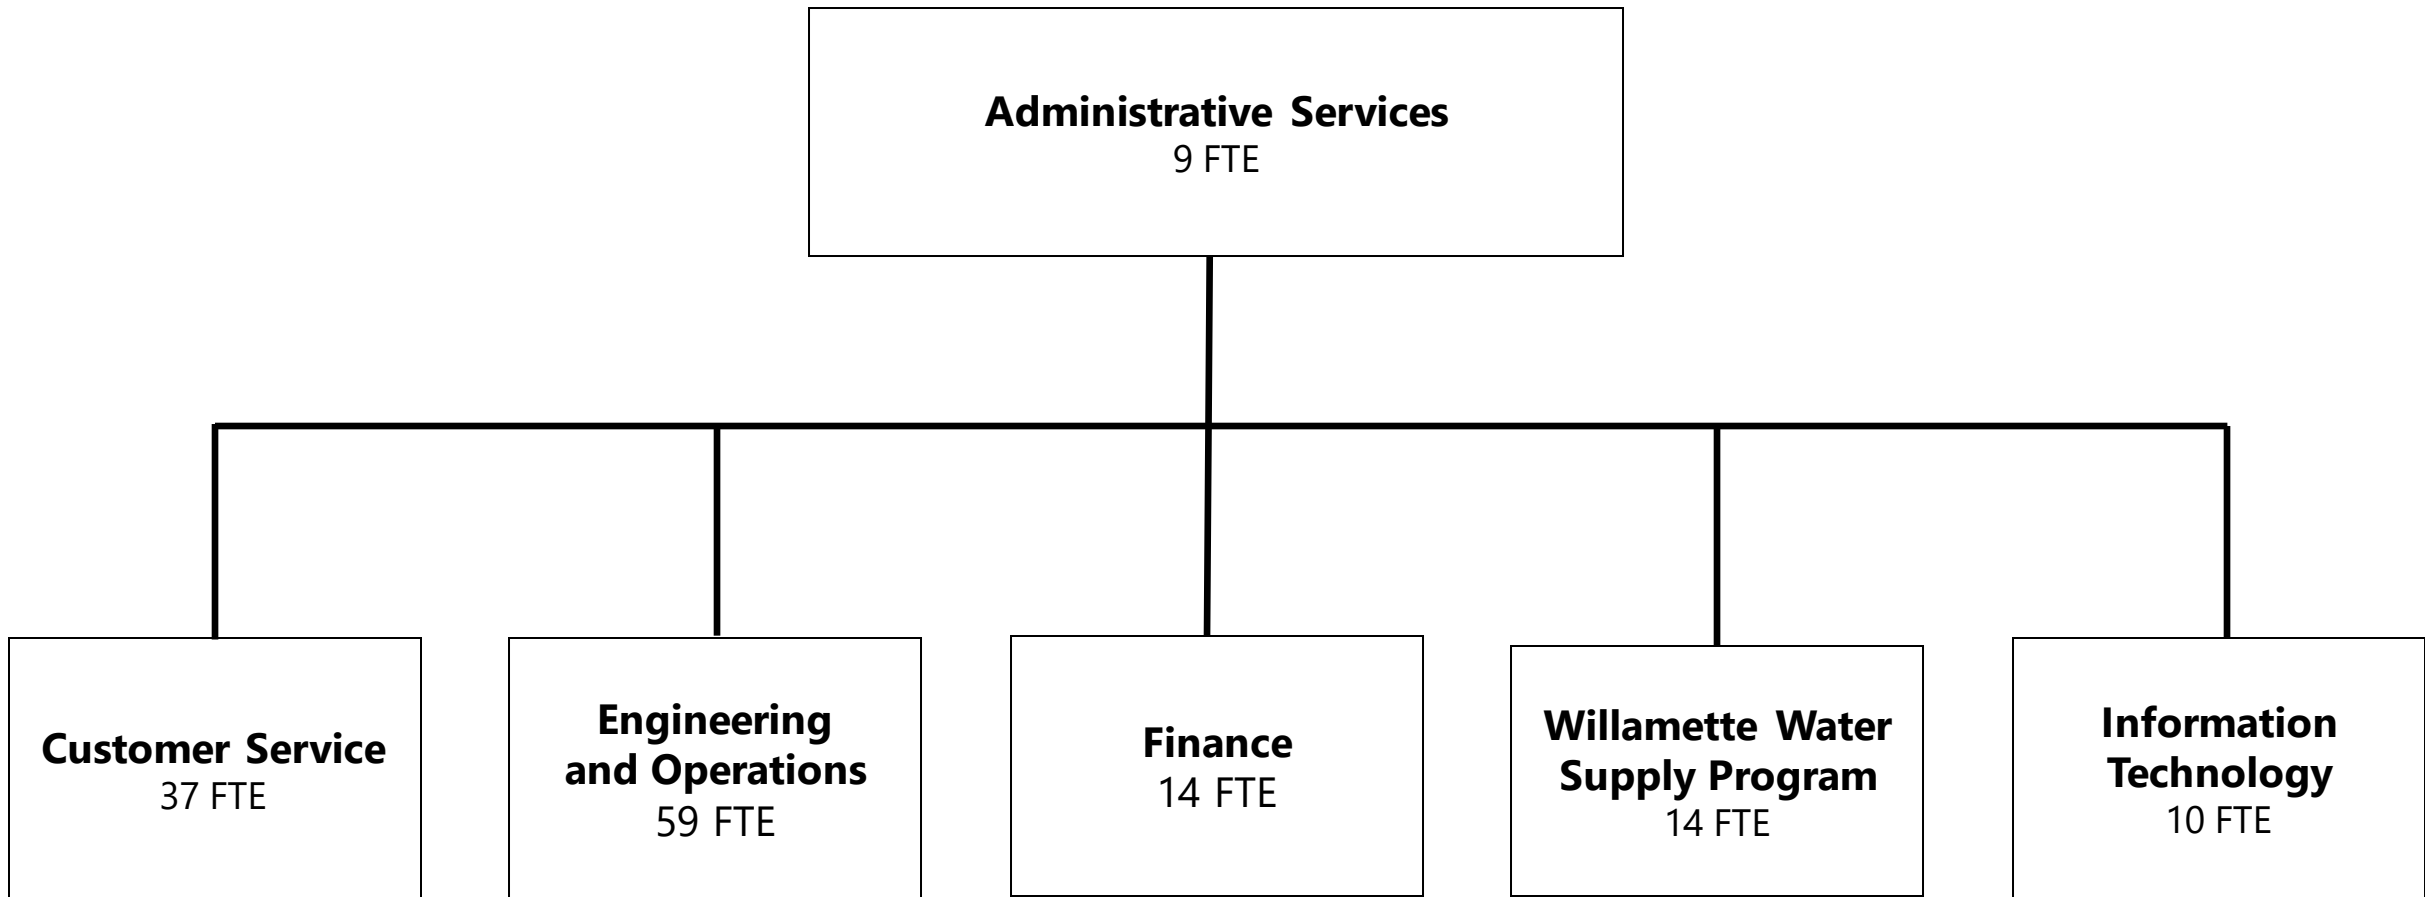 Administrative Services
9 FTE
Customer Service
37 FTE
Engineering
and Operations
59 FTE
Finance
14 FTE
Willamette Water
Supply Program
14 FTE
Information
Technology
10 FTE